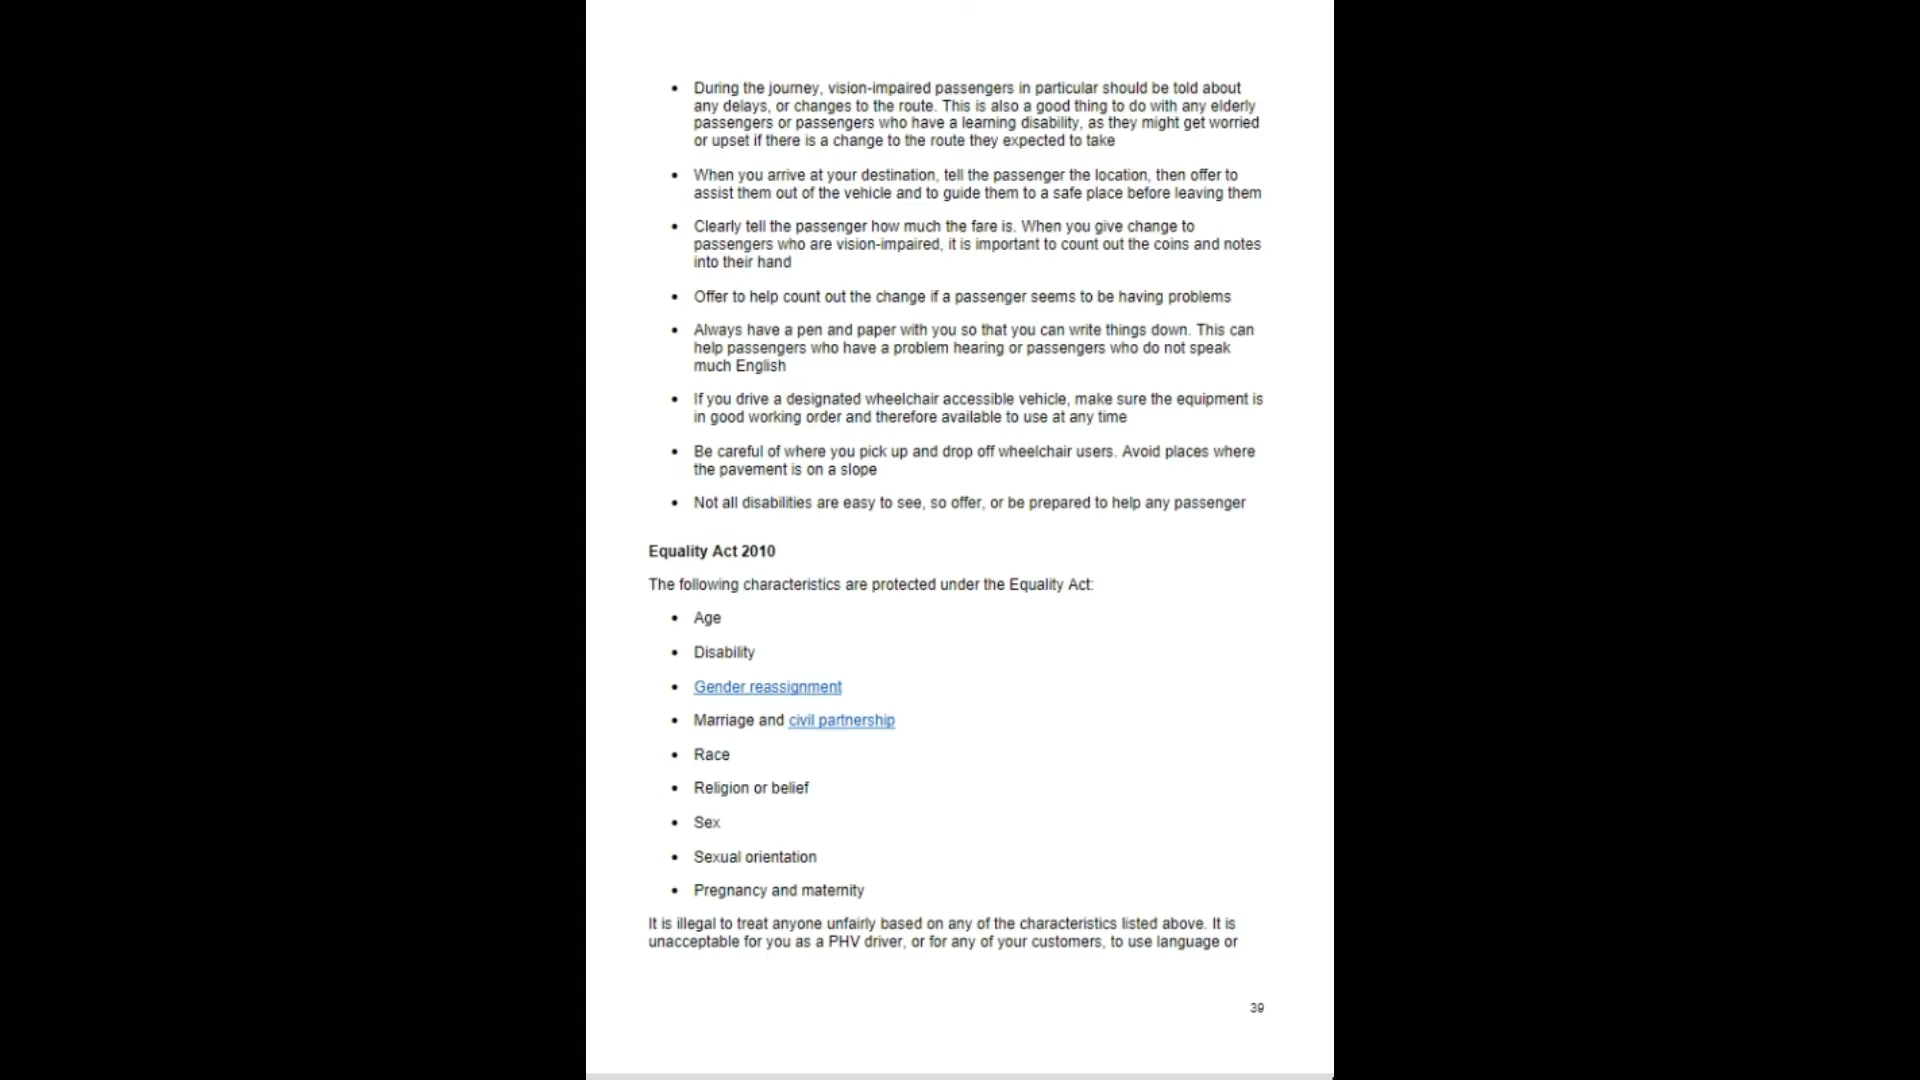 • During the journey, vision-impaired passengers in particular should be told about
any delays, or changes to the route. This is also a good thing to do with any elderly
passengers or passengers who have a learning disability, as they might get worried
or upset if there is a change to the route they expected to take
• When you arrive at your destination, tell the passenger the location, then offer to
assist them out of the vehicle and to guide them to a safe place before leaving them
• Clearly tell the passenger how much the fare is. When you give change to
passengers who are vision-impaired, it is important to count out the coins and notes
into their hand
• Offer to help count out the change if a passenger seems to be having problems
• Always have a pen and paper with you so that you can write things down. This can
help passengers who have a problem hearing or passengers who do not speak
much English
• If you drive a designated wheelchair accessible vehicle, make sure the equipment is
in good working order and therefore available to use at any time
• Be careful of where you pick up and drop off wheelchair users. Avoid places where
the pavement is on a slope
• Not all disabilities are easy to see, so offer, or be prepared to help any passenger
Equality Act 2010
The following characteristics are protected under the Equality Act:
• Age
• Disability
• Gender reassignment
• Marriage and civil partnership
• Race
• Religion or belief
• Sex
• Sexual orientation
• Pregnancy and maternity
It is illegal to treat anyone unfairly based on any of the characteristics listed above. It is
unacceptable for you as a PHV driver, or for any of your customers, to use language or
39